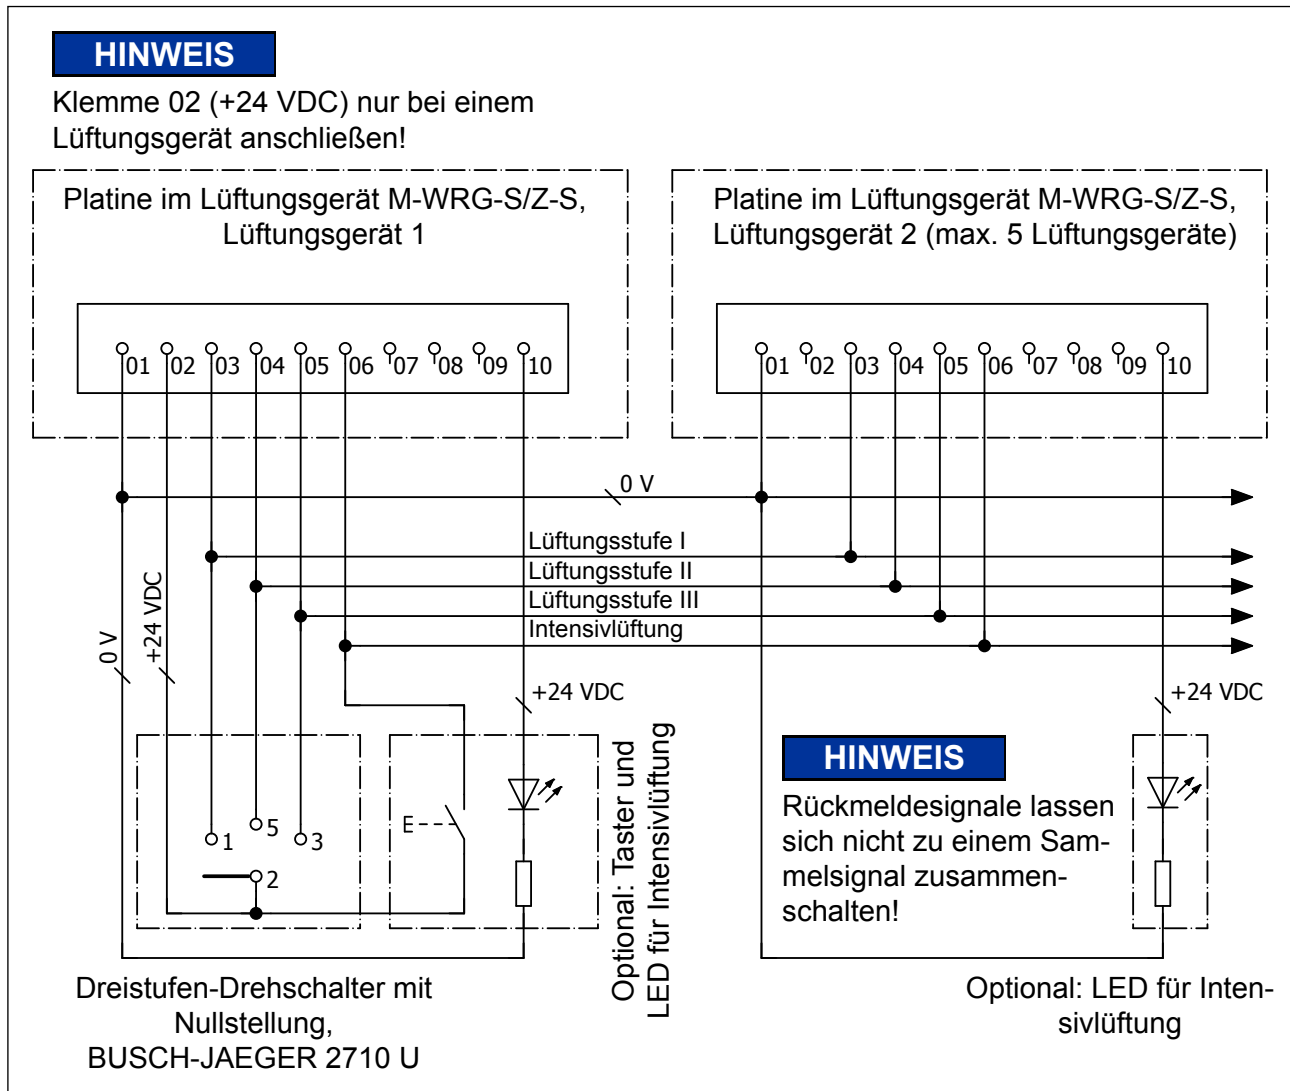 HINWEIS
Klemme 02 (+24 VDC) nur bei einem
Lüftungsgerät anschließen!
Platine im Lüftungsgerät M-WRG-S/Z-S,
Lüftungsgerät 1
Platine im Lüftungsgerät M-WRG-S/Z-S,
Lüftungsgerät 2 (max. 5 Lüftungsgeräte)
01 02 03 04 05 06 07 08 09 10
01 02 03 04 05 06 07 08 09 10
0 V
Lüftungsstufe I
Lüftungsstufe II
Lüftungsstufe III
Intensivlüftung
0 V
+24 VDC
+24 VDC
+24 VDC
1
5
3
2
E
Optional: Taster und
LED für Intensivlüftung
HINWEIS
Rückmeldesignale lassen
sich nicht zu einem Sam-
melsignal zusammen-
schalten!
Dreistufen-Drehschalter mit
Nullstellung,
BUSCH-JAEGER 2710 U
Optional: LED für Inten-
sivlüftung